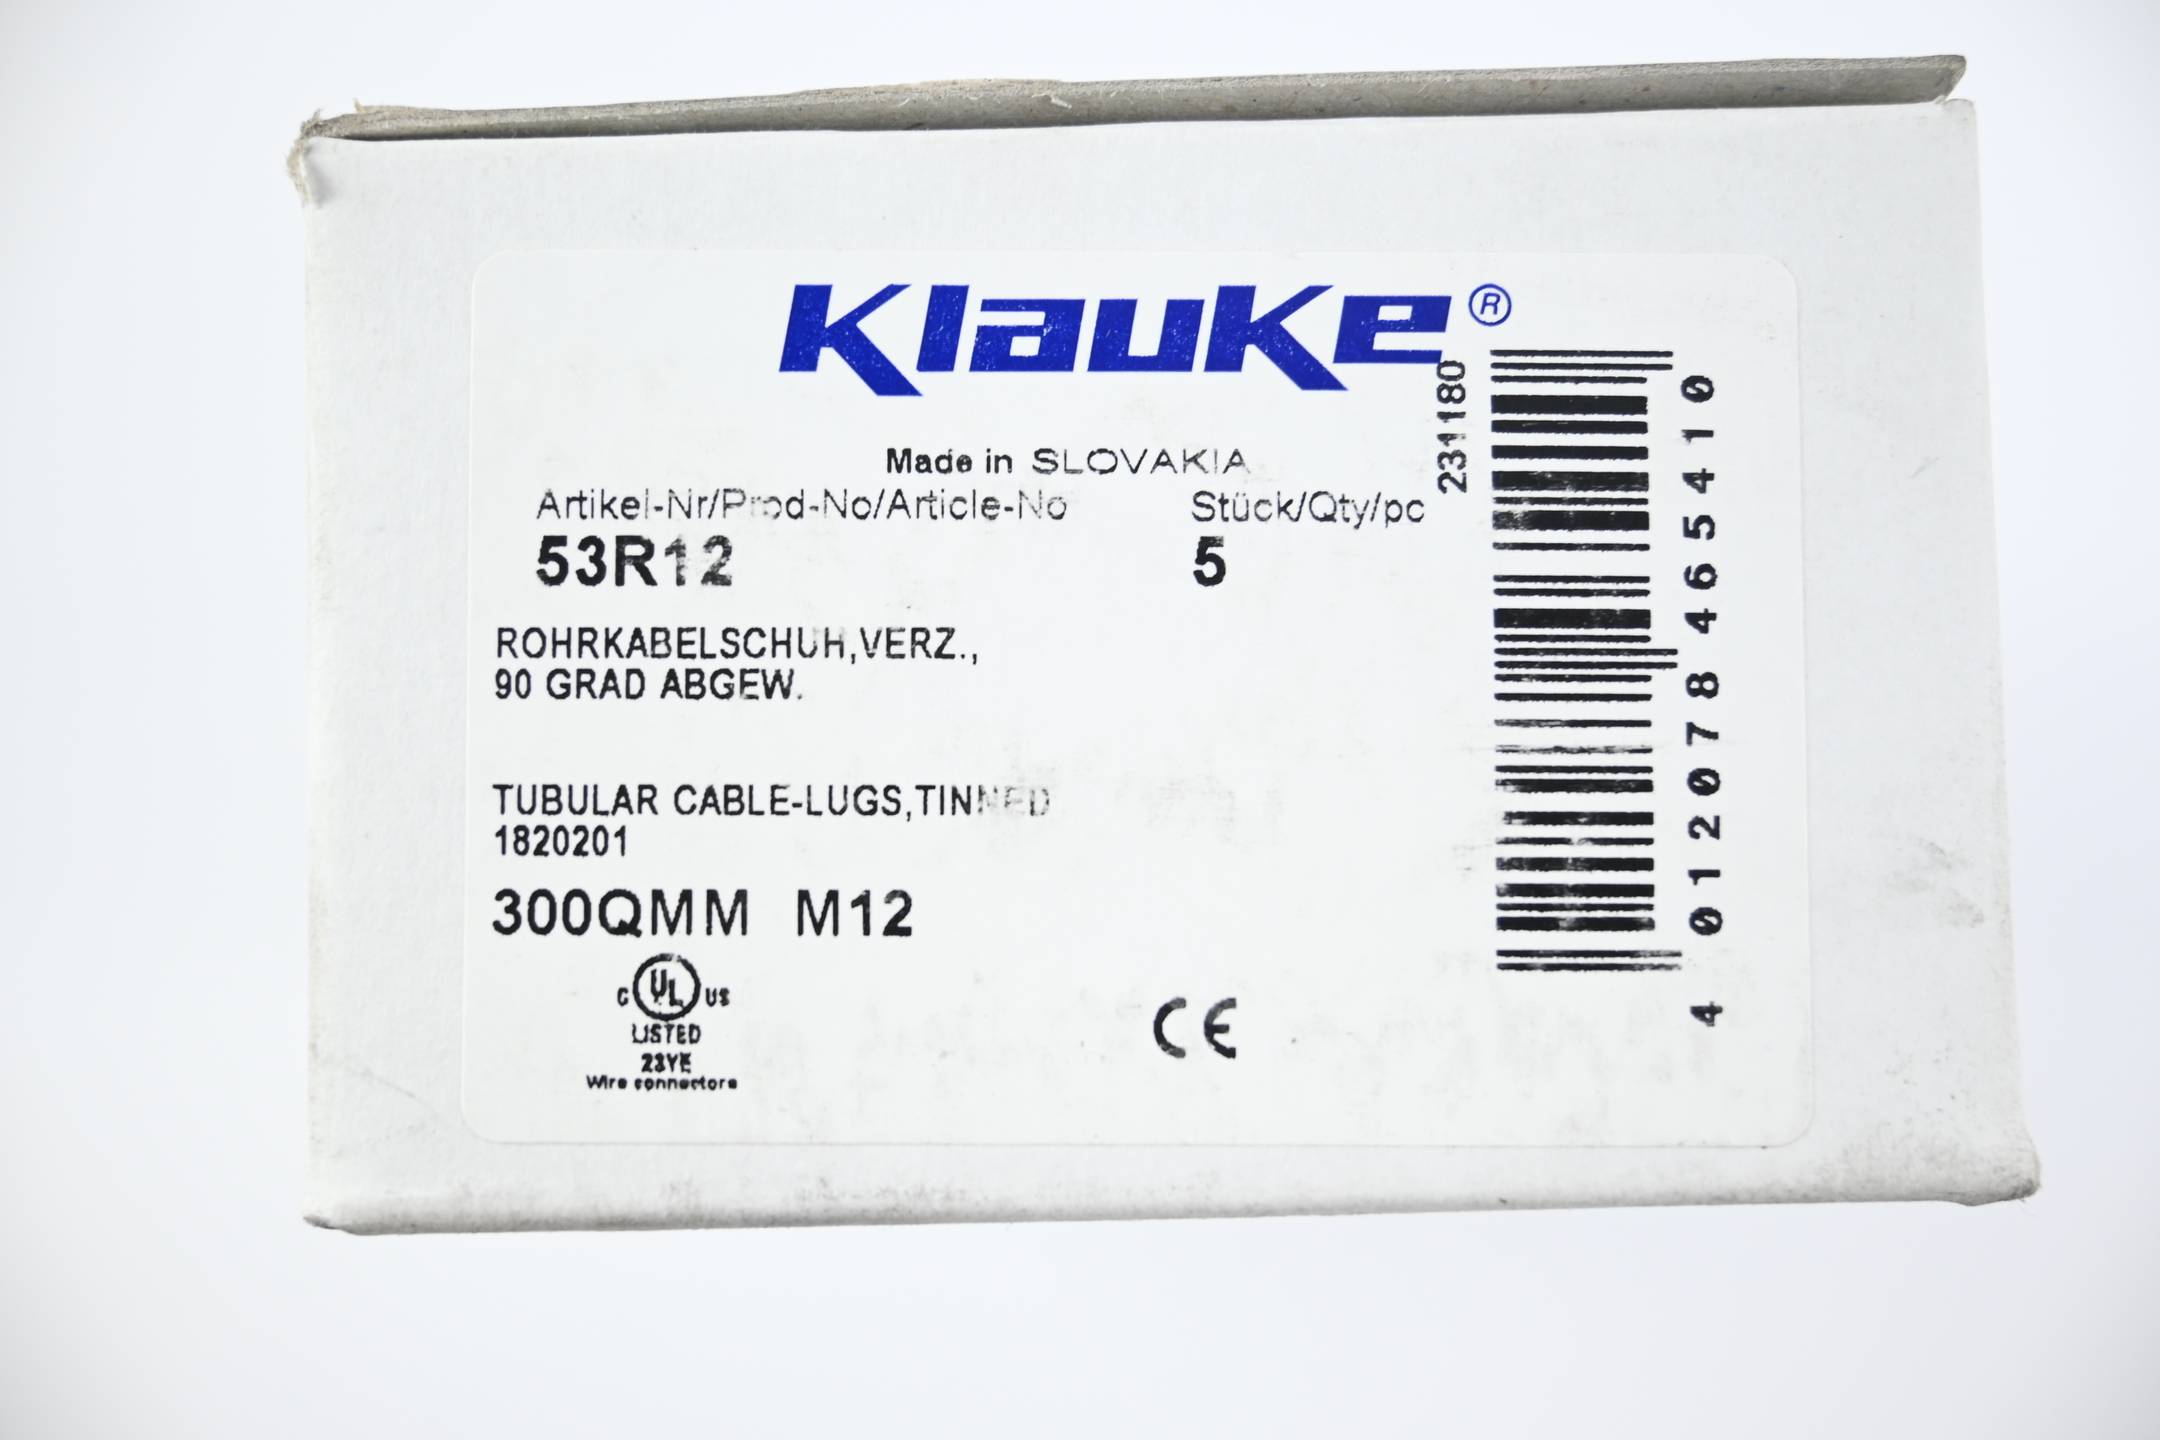 Klauke®
Made in SLOVAKIA
Artikel-Nr/Prod-No/Article-No Stück/Qty/pc
53R12 5
ROHRKABELSCHUH,VERZ.,
90 GRAD ABGEW.
TUBULAR CABLE-LUGS,TINNED
1820201
300QMM M12
C UL US
LISTED
23YE
Wire connectors
CE
231180
4 012078 465410